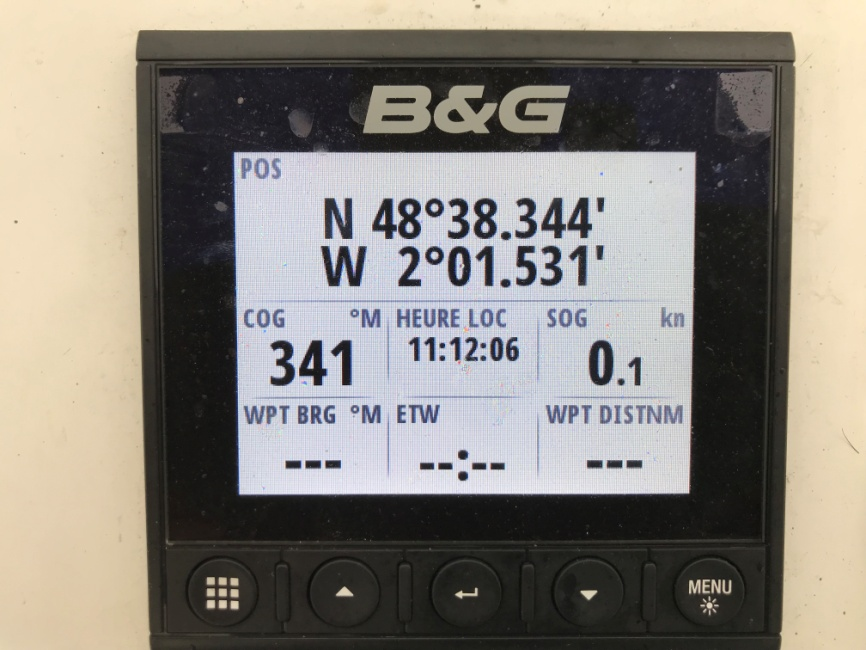 B&G
POS
N 48°38.344'
W 2°01.531'
COG °M HEURE LOC SOG kn
341 11:12:06 0.1
WPT BRG °M ETW WPT DISTNM
--- --:-- ---
MENU